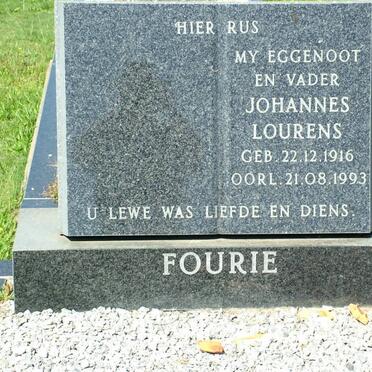 HIER RUS
MY EGGENOOT
EN VADER
JOHANNES
LOURENS
GEB. 22.12.1916
OORL. 21.08.1993
U LEWE WAS LIEFDE EN DIENS.
FOURIE